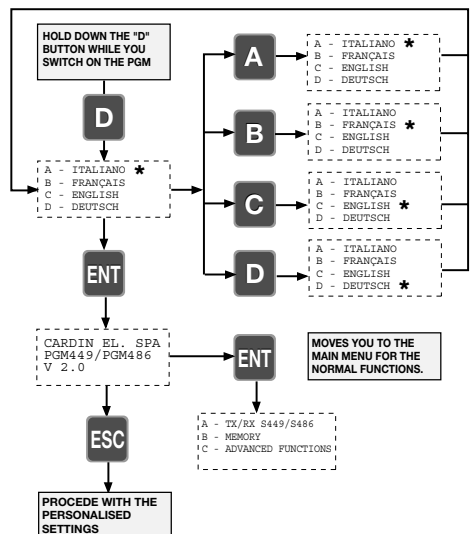 HOLD DOWN THE "D"
BUTTON WHILE YOU
SWITCH ON THE PGM
D
A - ITALIANO *
B - FRANÇAIS
C - ENGLISH
D - DEUTSCH
A
A - ITALIANO *
B - FRANÇAIS
C - ENGLISH
D - DEUTSCH
B
A - ITALIANO
B - FRANÇAIS *
C - ENGLISH
D - DEUTSCH
C
A - ITALIANO
B - FRANÇAIS
C - ENGLISH *
D - DEUTSCH
D
A - ITALIANO
B - FRANÇAIS
C - ENGLISH
D - DEUTSCH *
ENT
CARDIN EL. SPA
PGM449/PGM486
V 2.0
ENT
MOVES YOU TO THE
MAIN MENU FOR THE
NORMAL FUNCTIONS.
A - TX/RX S449/S486
B - MEMORY
C - ADVANCED FUNCTIONS
ESC
PROCEDE WITH THE
PERSONALISED
SETTINGS